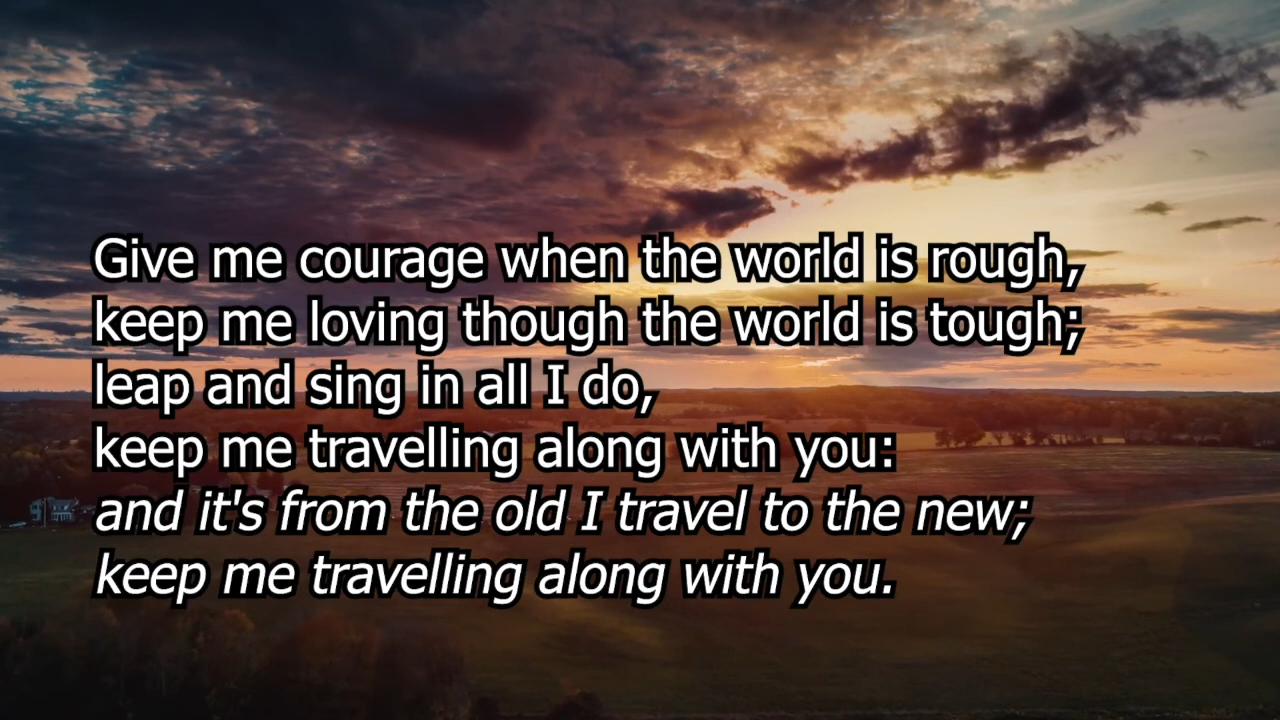 Give me courage when the world is rough,
keep me loving though the world is tough;
leap and sing in all I do,
keep me travelling along with you:
and it's from the old I travel to the new;
keep me travelling along with you.